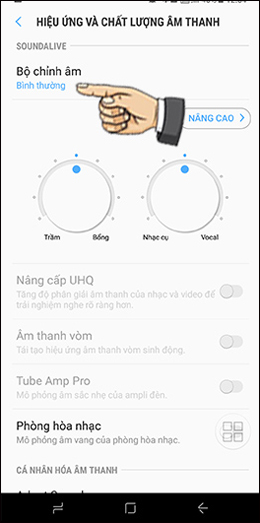 HIỆU ỨNG VÀ CHẤT LƯỢNG ÂM THANH
SOUNDALIVE
Bộ chỉnh âm
Bình thường
NÂNG CAO
Trầm Bổng Nhạc cụ Vocal
Nâng cấp UHQ
Tăng độ phân giải âm thanh của nhạc và video để
trải nghiệm nghe rõ ràng hơn.
Âm thanh vòm
Tái tạo hiệu ứng âm thanh vòm sinh động.
Tube Amp Pro
Mô phỏng âm sắc nhẹ của ampli đèn.
Phòng hòa nhạc
Mô phỏng âm vang của phòng hòa nhạc.
CÁ NHÂN HÓA ÂM THANH